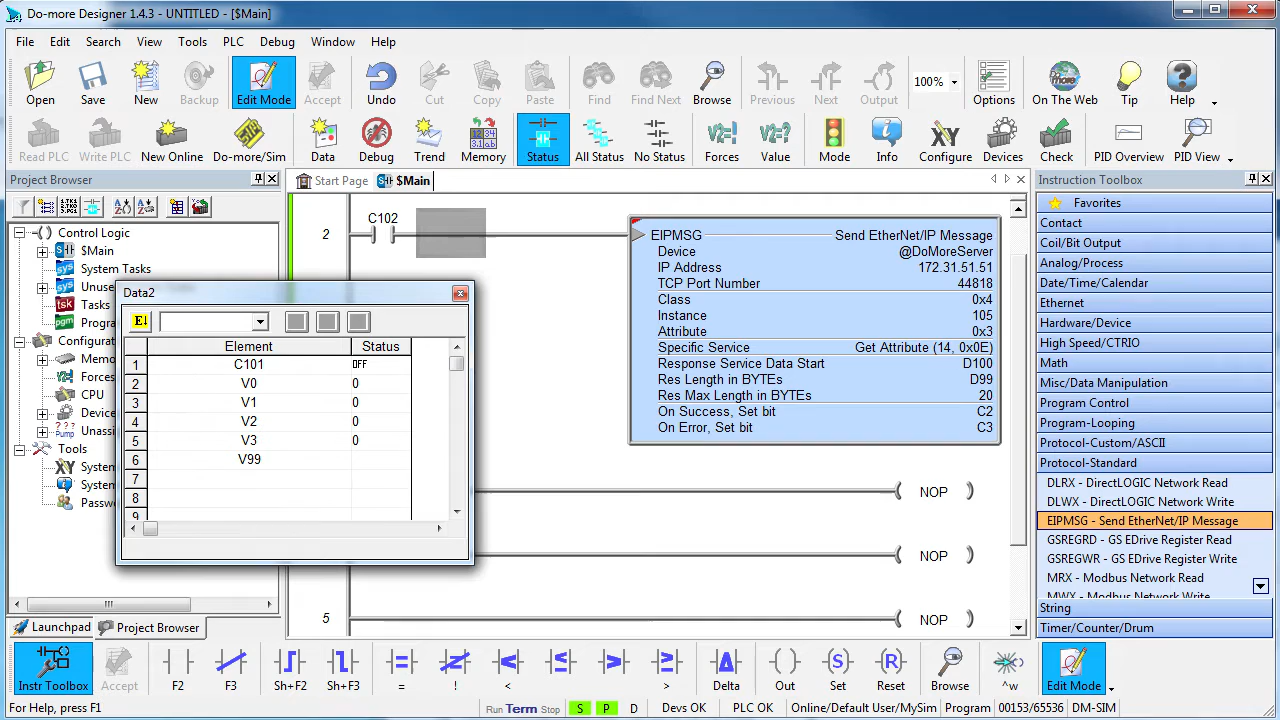 Do-more Designer 1.4.3 - UNTITLED - [$Main]
File Edit Search View Tools PLC Debug Window Help
Open Save New Backup Edit Mode Accept Undo Cut Copy Paste Find Find Next Browse Previous Next Output 100% Options On The Web Tip Help
Read PLC Write PLC New Online Do-more/Sim Data Debug Trend Memory Status All Status No Status Forces Value Mode Info Configure Devices Check PID Overview PID View
Project Browser
Start Page $Main
Instruction Toolbox
Control Logic
$Main
System Tasks
Unus
Tasks
Progra
Configurat
Memo
Forces
CPU
Device
Unassi
Tools
System
System
Passwo
Launchpad Project Browser
2
C102
EIPMSG Send EtherNet/IP Message
Device @DoMoreServer
IP Address 172.31.51.51
TCP Port Number 44818
Class 0x4
Instance 105
Attribute 0x3
Specific Service Get Attribute (14, 0x0E)
Response Service Data Start D100
Res Length in BYTEs D99
Res Max Length in BYTEs 20
On Success, Set bit C2
On Error, Set bit C3
NOP
NOP
5 NOP
Data2
Element Status
1 C101 OFF
2 V0 0
3 V1 0
4 V2 0
5 V3 0
6 V99
7
8
9
Favorites
Contact
Coil/Bit Output
Analog/Process
Date/Time/Calendar
Ethernet
Hardware/Device
High Speed/CTRIO
Math
Misc/Data Manipulation
Program Control
Program-Looping
Protocol-Custom/ASCII
Protocol-Standard
DLRX - DirectLOGIC Network Read
DLWX - DirectLOGIC Network Write
EIPMSG - Send EtherNet/IP Message
GSREGRD - GS EDrive Register Read
GSREGWR - GS EDrive Register Write
MRX - Modbus Network Read
MWX - Modbus Network Write
String
Timer/Counter/Drum
Instr Toolbox Accept F2 F3 Sh+F2 Sh+F3 = ! < > Delta Out Set Reset Browse ^w Edit Mode
For Help, press F1 Run Term Stop S P D Devs OK PLC OK Online/Default User/MySim Program 00153/65536 DM-SIM